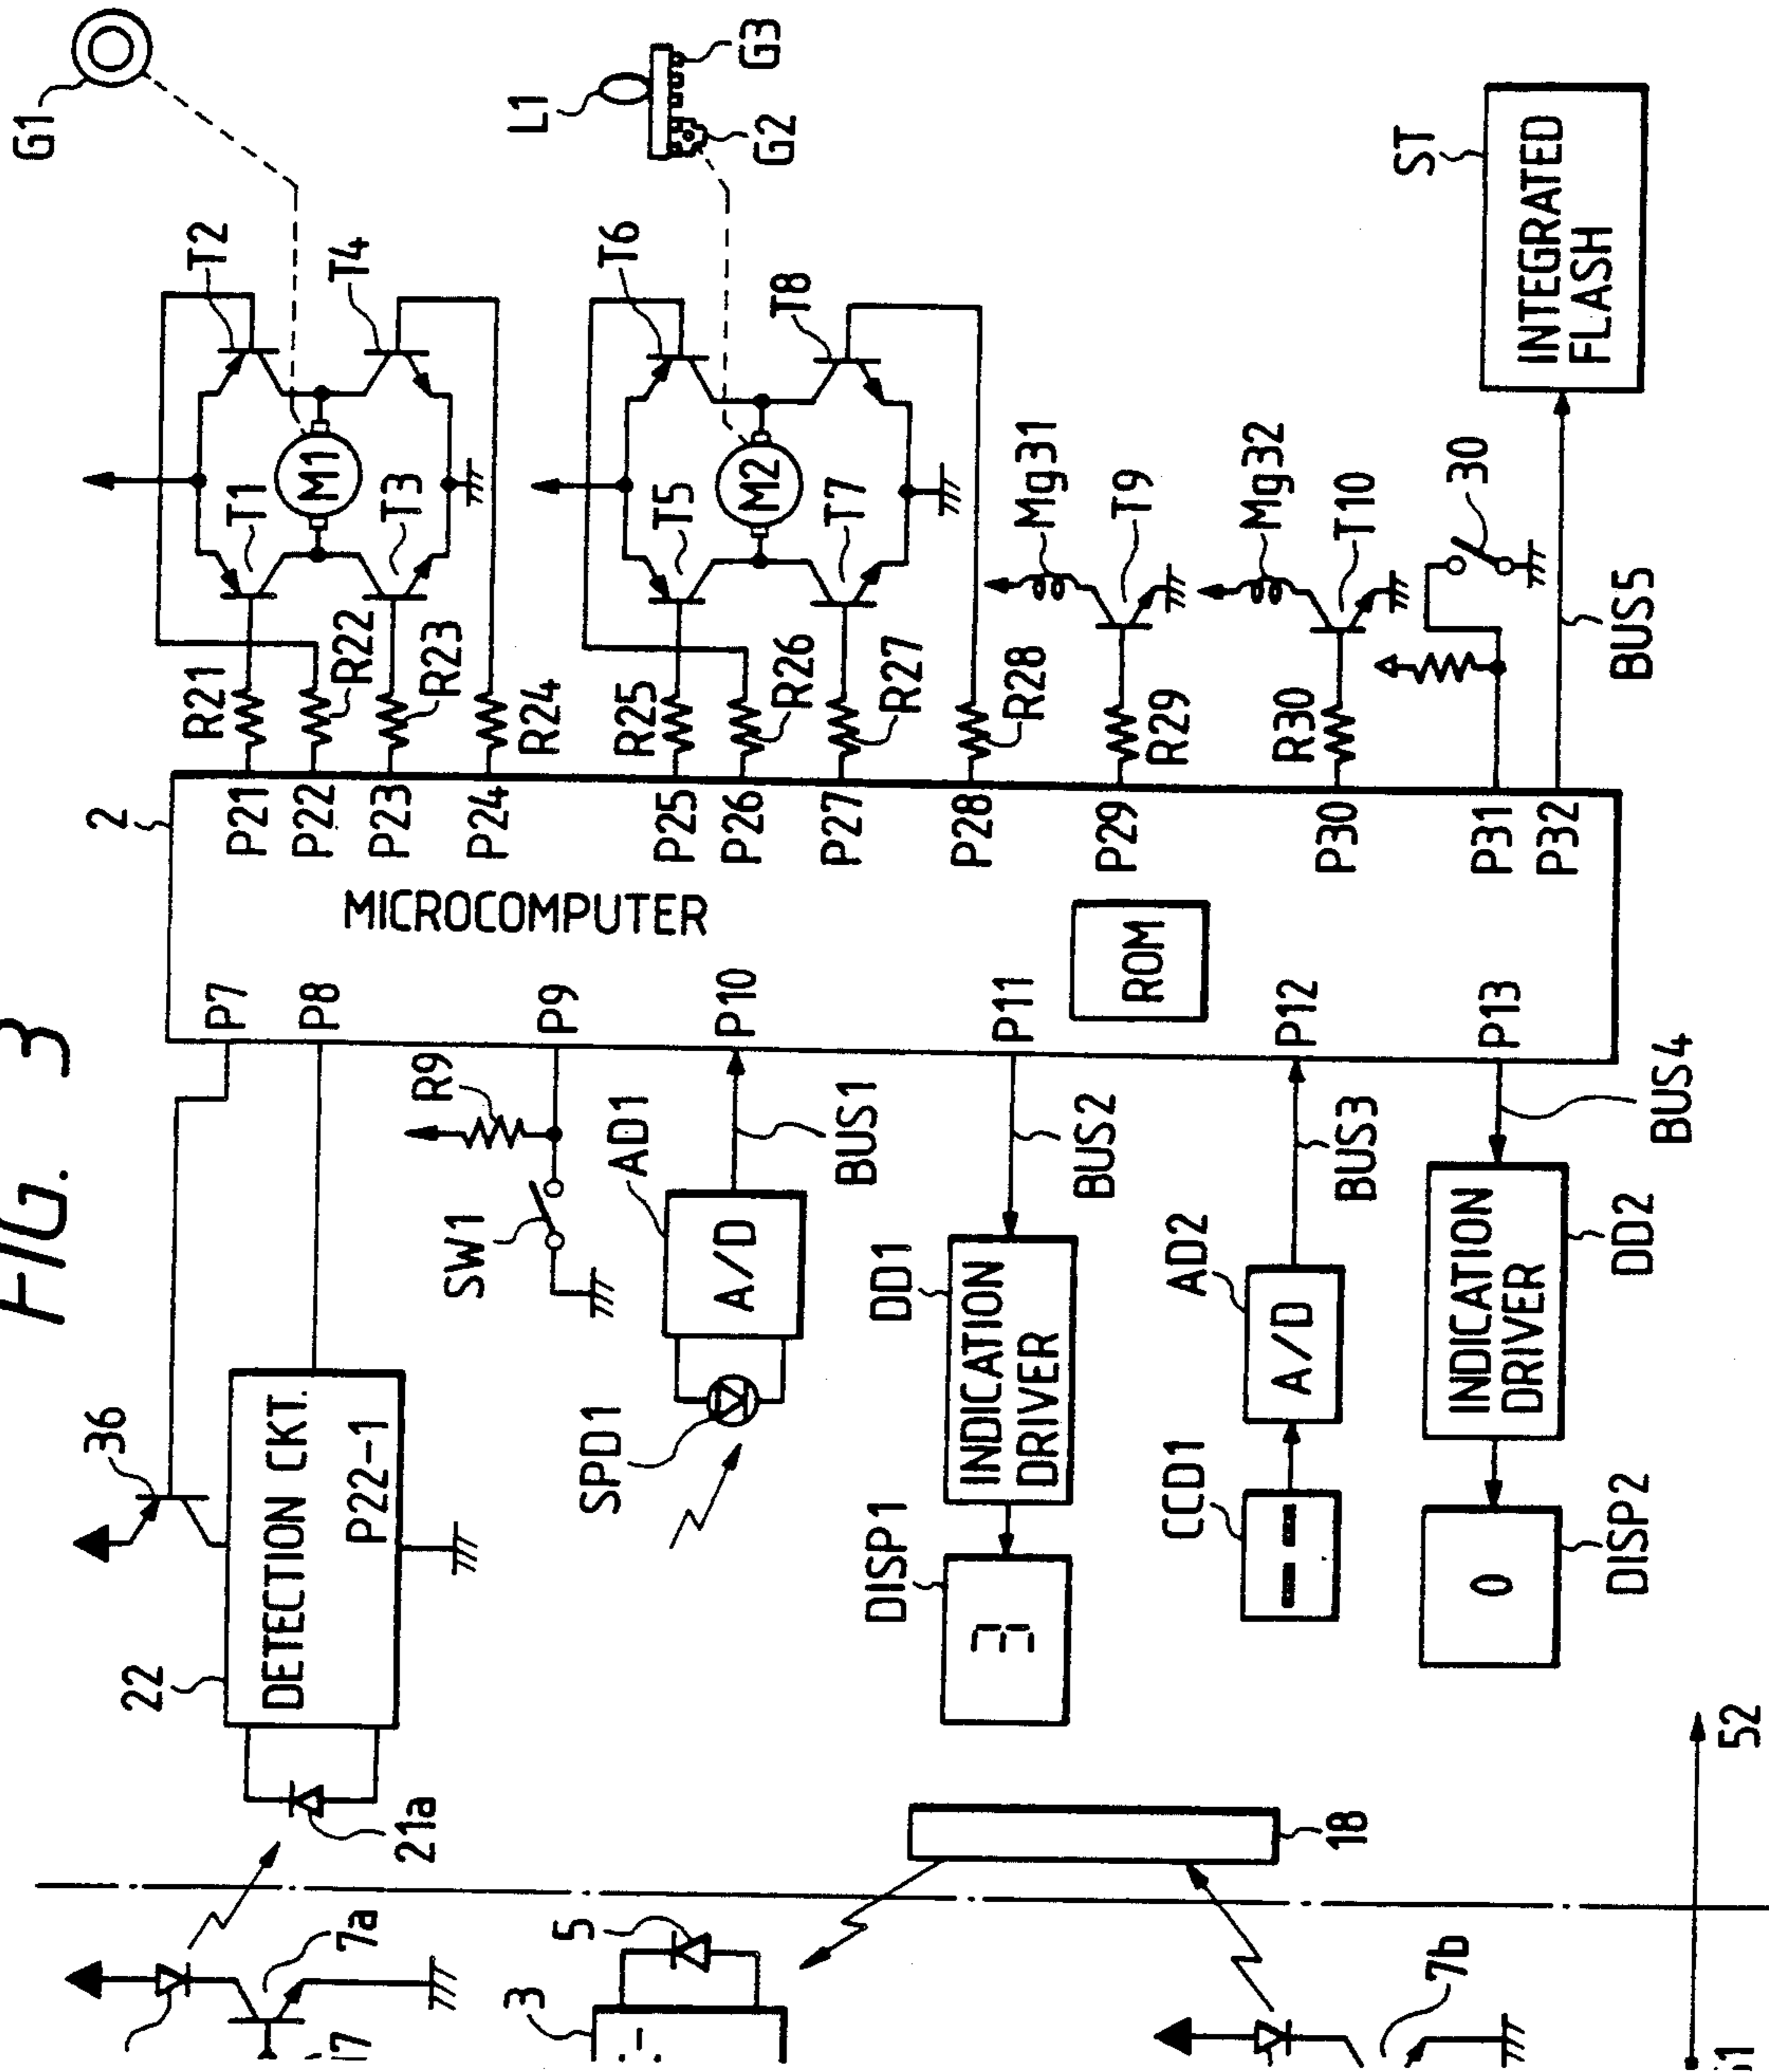 FIG. 3
G1
T2
T4
T1
M1
T3
R21
R22
R23
R24
L1
G3
G2
T6
T8
T5
M2
T7
R25
R26
R27
R28
Mg31
T9
R29
Mg32
T10
R30
30
ST
INTEGRATED
FLASH
BUS5
2
P21
P22
P23
P24
P25
P26
P27
P28
P29
P30
P31
P32
MICROCOMPUTER
ROM
P7
P8
P9
P10
P11
P12
P13
36
22
DETECTION CKT.
P22-1
21a
R9
SW1
AD1
A/D
SPD1
BUS1
DD1
INDICATION
DRIVER
BUS2
DISP1
3
AD2
A/D
CCD1
BUS3
BUS4
INDICATION
DRIVER
DD2
0
DISP2
18
52
7a
5
3
7b